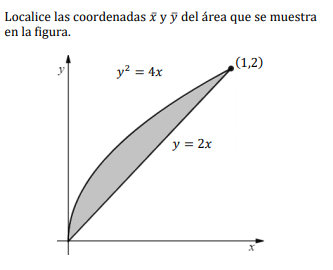 Localice las coordenadas x̄ y ȳ del área que se muestra
en la figura.
(1,2)
y
y² = 4x
y = 2x
x